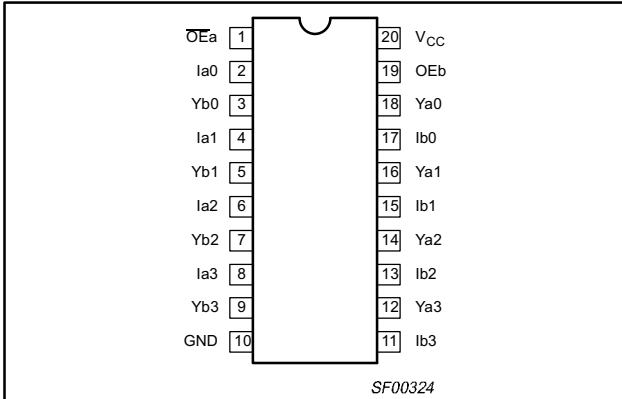 O̅E̅a 1 20 VCC
Ia0 2 19 OEb
Yb0 3 18 Ya0
Ia1 4 17 Ib0
Yb1 5 16 Ya1
Ia2 6 15 Ib1
Yb2 7 14 Ya2
Ia3 8 13 Ib2
Yb3 9 12 Ya3
GND 10 11 Ib3
SF00324